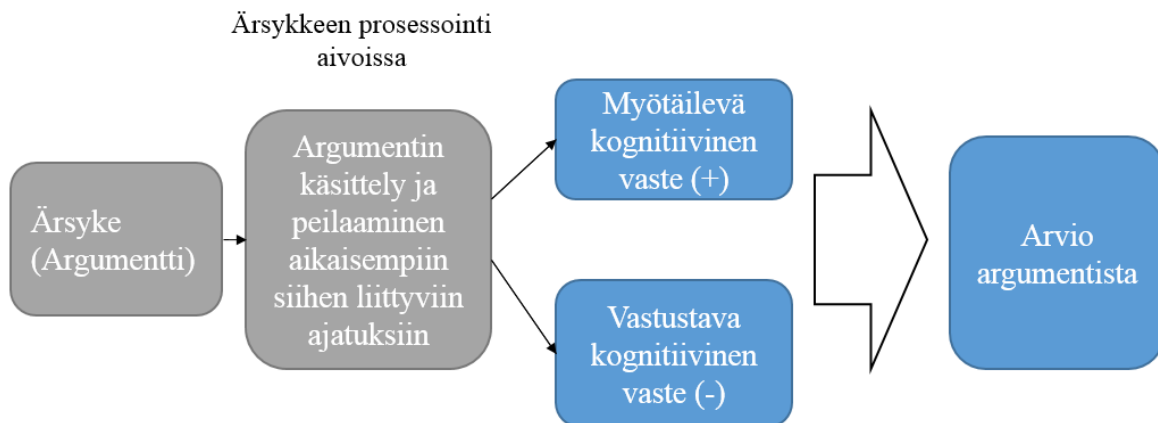 Ärsykkeen prosessointi
aivoissa
Ärsyke
(Argumentti)
Argumentin
käsittely ja
peilaaminen
aikaisempiin
siihen liittyviin
ajatuksiin
Myötäilevä
kognitiivinen
vaste (+)
Vastustava
kognitiivinen
vaste (-)
Arvio
argumentista